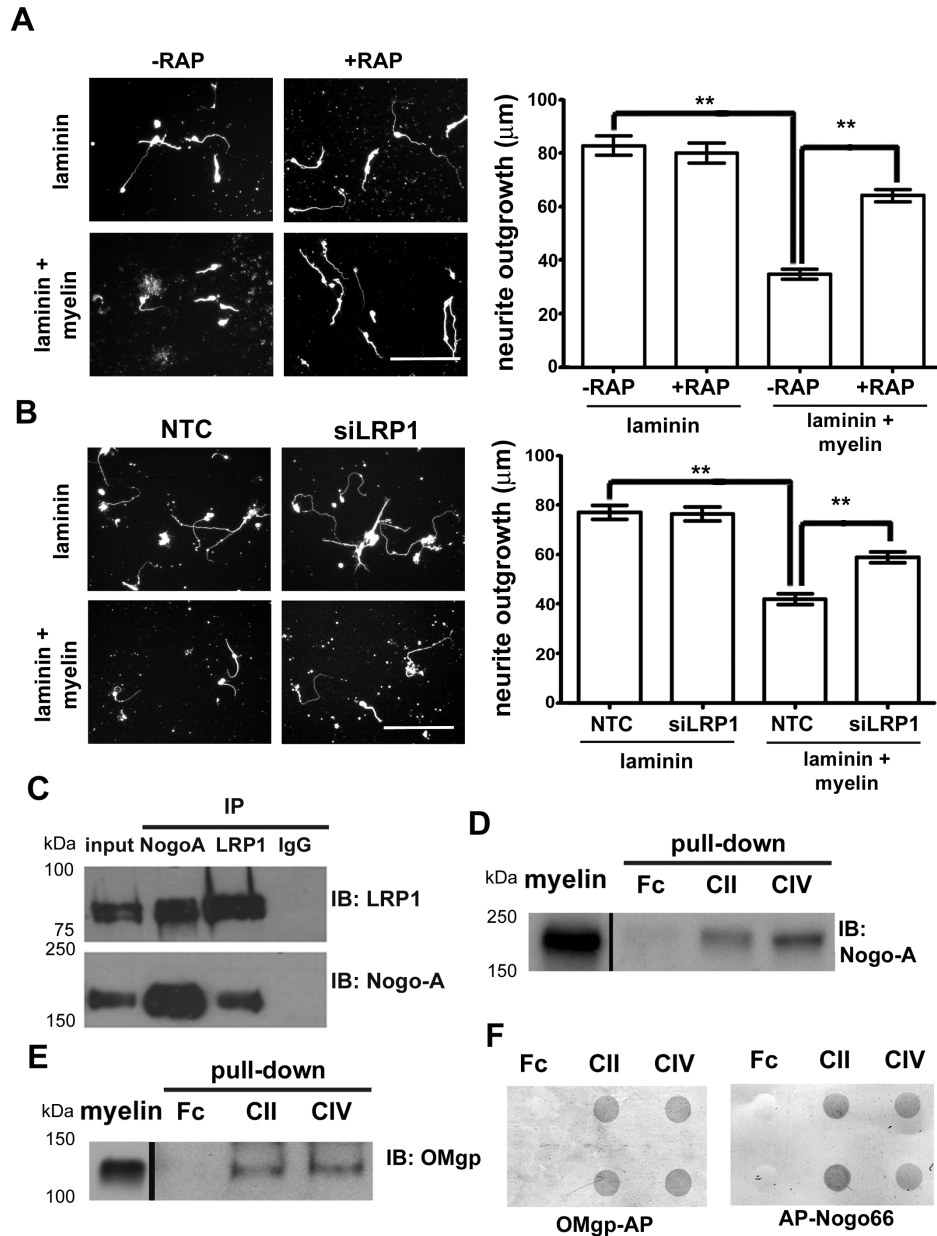 A
-RAP
+RAP
laminin
laminin +
myelin
neurite outgrowth (μm)
100
80
60
40
20
0
**
**
-RAP
+RAP
-RAP
+RAP
laminin
laminin +
myelin
B
NTC
siLRP1
laminin
laminin +
myelin
neurite outgrowth (μm)
100
80
60
40
20
0
**
**
NTC
siLRP1
NTC
siLRP1
laminin
laminin +
myelin
C
IP
kDa
input
NogoA
LRP1
IgG
100
75
IB: LRP1
250
150
IB: Nogo-A
D
pull-down
kDa
myelin
Fc
CII
CIV
250
150
IB:
Nogo-A
E
pull-down
kDa
myelin
Fc
CII
CIV
150
100
IB: OMgp
F
Fc
CII
CIV
OMgp-AP
Fc
CII
CIV
AP-Nogo66